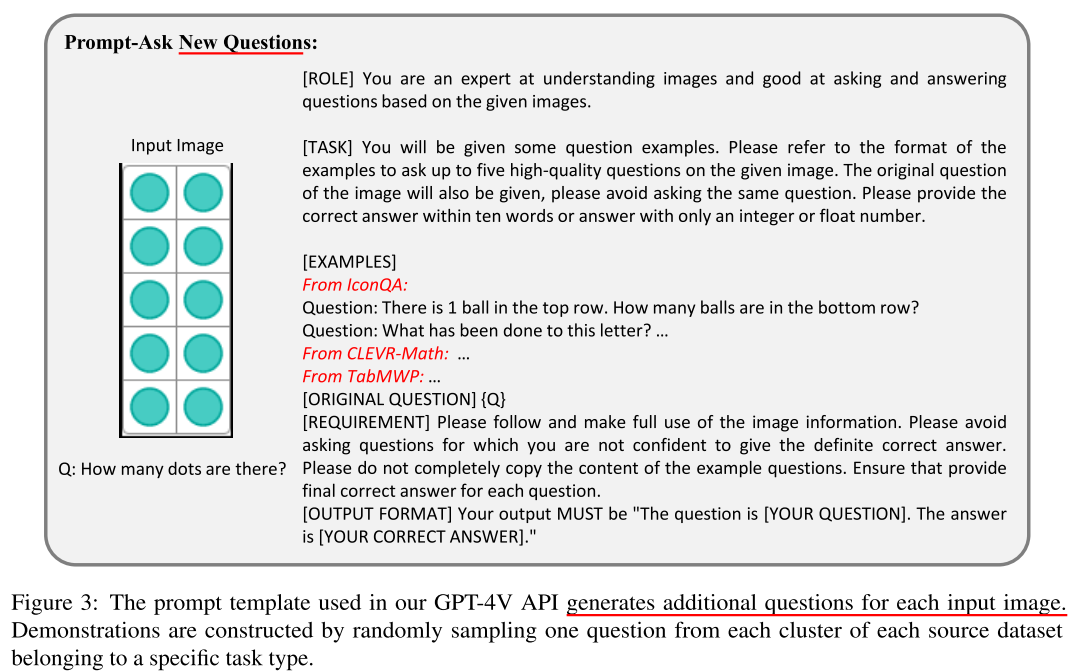 Prompt-Ask New Questions:
[ROLE] You are an expert at understanding images and good at asking and answering
questions based on the given images.
Input Image
[TASK] You will be given some question examples. Please refer to the format of the
examples to ask up to five high-quality questions on the given image. The original question
of the image will also be given, please avoid asking the same question. Please provide the
correct answer within ten words or answer with only an integer or float number.
[EXAMPLES]
From IconQA:
Question: There is 1 ball in the top row. How many balls are in the bottom row?
Question: What has been done to this letter? ...
From CLEVR-Math: ...
From TabMWP: ...
[ORIGINAL QUESTION] {Q}
[REQUIREMENT] Please follow and make full use of the image information. Please avoid
asking questions for which you are not confident to give the definite correct answer.
Please do not completely copy the content of the example questions. Ensure that provide
final correct answer for each question.
[OUTPUT FORMAT] Your output MUST be "The question is [YOUR QUESTION]. The answer
is [YOUR CORRECT ANSWER]."
Q: How many dots are there?
Figure 3: The prompt template used in our GPT-4V API generates additional questions for each input image.
Demonstrations are constructed by randomly sampling one question from each cluster of each source dataset
belonging to a specific task type.